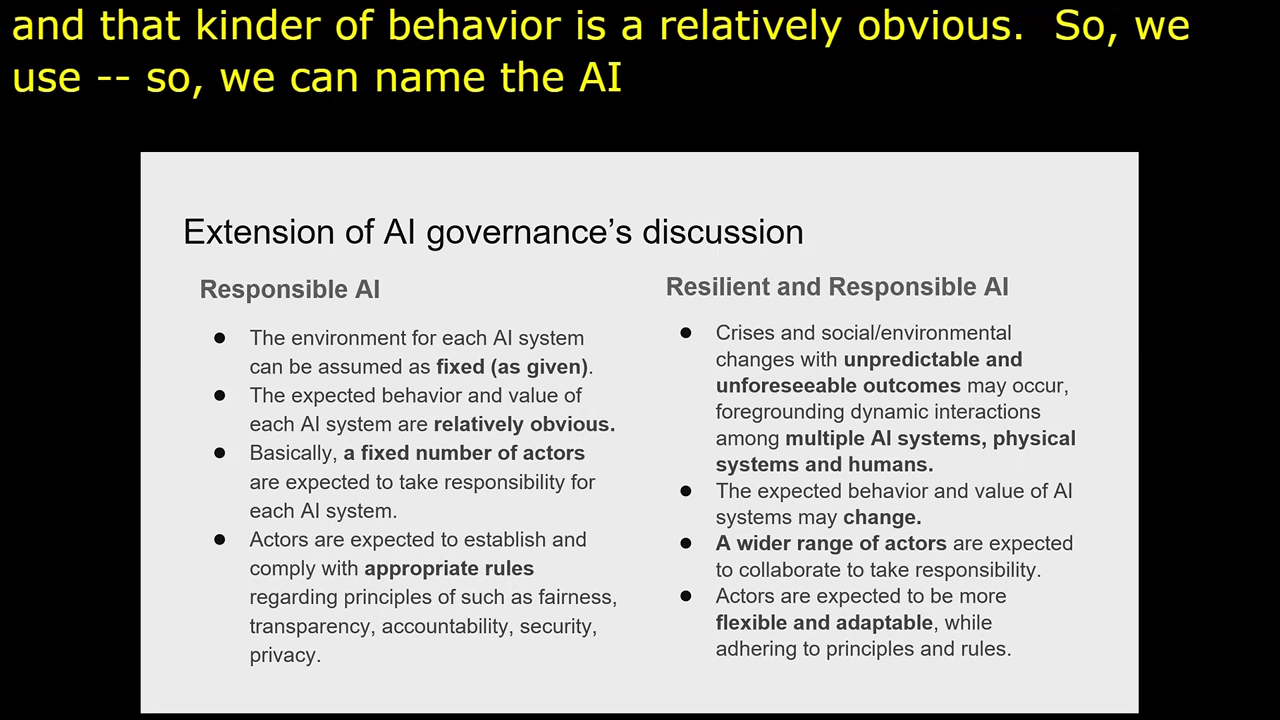 and that kinder of behavior is a relatively obvious.  So, we
use -- so, we can name the AI
Extension of AI governance’s discussion
Responsible AI
● The environment for each AI system
can be assumed as fixed (as given).
● The expected behavior and value of
each AI system are relatively obvious.
● Basically, a fixed number of actors
are expected to take responsibility for
each AI system.
● Actors are expected to establish and
comply with appropriate rules
regarding principles of such as fairness,
transparency, accountability, security,
privacy.
Resilient and Responsible AI
● Crises and social/environmental
changes with unpredictable and
unforeseeable outcomes may occur,
foregrounding dynamic interactions
among multiple AI systems, physical
systems and humans.
● The expected behavior and value of AI
systems may change.
● A wider range of actors are expected
to collaborate to take responsibility.
● Actors are expected to be more
flexible and adaptable, while
adhering to principles and rules.